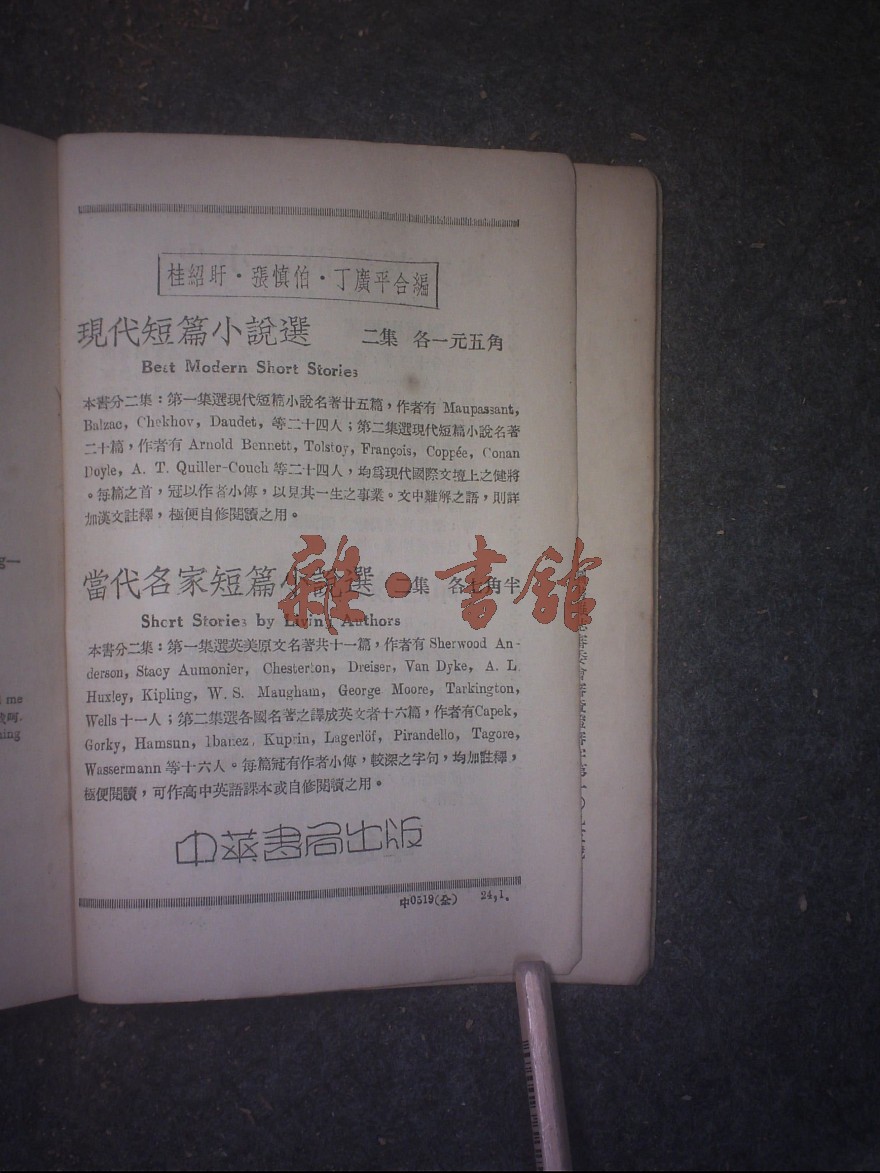 桂紹盱・張慎伯・丁廣平合編
現代短篇小說選 二集 各一元五角
Best Modern Short Stories
本書分二集：第一集選現代短篇小說名著廿五篇，作者有 Maupassant,
Balzac, Chekhov, Daudet, 等二十四人；第二集選現代短篇小說名著
二十篇，作者有 Arnold Bennett, Tolstoy, François, Coppée, Conan
Doyle, A. T. Quiller-Couch 等二十四人，均爲現代國際文壇上之健將
。每篇之首，冠以作者小傳，以見其一生之事業。文中難解之語，則詳
加漢文註釋，極便自修閱讀之用。
當代名家短篇小說選 二集 各七角半
Short Stories by Living Authors
本書分二集：第一集選英美原文名著共十一篇，作者有 Sherwood An-
derson, Stacy Aumonier, Chesterton, Dreiser, Van Dyke, A. L.
Huxley, Kipling, W. S. Maugham, George Moore, Tarkington,
Wells 十一人；第二集選各國名著之譯成英文者十六篇，作者有Capek,
Gorky, Hamsun, Ibanez, Kuprin, Lagerlöf, Pirandello, Tagore,
Wassermann 等十六人。每篇冠有作者小傳，較深之字句，均加註釋，
極便閱讀，可作高中英語課本或自修閱讀之用。
中華書局出版
中0519(全) 24,1.
雜・書館
me
ning